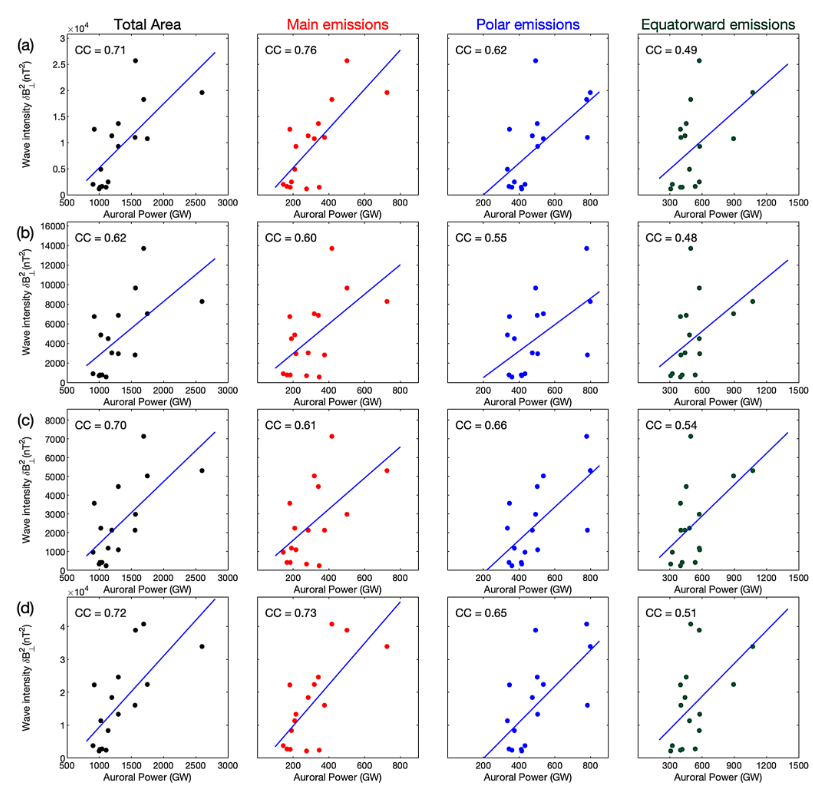 Total Area Main emissions Polar emissions Equatorward emissions
(a)
×10⁴
Wave intensity δB²⊥ (nT²)
3
2.5
2
1.5
1
0.5
0
CC = 0.71 CC = 0.76 CC = 0.62 CC = 0.49
500 1000 1500 2000 2500 3000 200 400 600 800 200 400 600 800 300 600 900 1200 1500
Auroral Power (GW) Auroral Power (GW) Auroral Power (GW) Auroral Power (GW)
(b)
Wave intensity δB²⊥ (nT²)
16000
14000
12000
10000
8000
6000
4000
2000
0
CC = 0.62 CC = 0.60 CC = 0.55 CC = 0.48
500 1000 1500 2000 2500 3000 200 400 600 800 200 400 600 800 300 600 900 1200 1500
Auroral Power (GW) Auroral Power (GW) Auroral Power (GW) Auroral Power (GW)
(c)
Wave intensity δB²⊥ (nT²)
8000
7000
6000
5000
4000
3000
2000
1000
0
CC = 0.70 CC = 0.61 CC = 0.66 CC = 0.54
500 1000 1500 2000 2500 3000 200 400 600 800 200 400 600 800 300 600 900 1200 1500
Auroral Power (GW) Auroral Power (GW) Auroral Power (GW) Auroral Power (GW)
(d)
×10⁴
Wave intensity δB²⊥ (nT²)
4
3
2
1
0
CC = 0.72 CC = 0.73 CC = 0.65 CC = 0.51
500 1000 1500 2000 2500 3000 200 400 600 800 200 400 600 800 300 600 900 1200 1500
Auroral Power (GW) Auroral Power (GW) Auroral Power (GW) Auroral Power (GW)